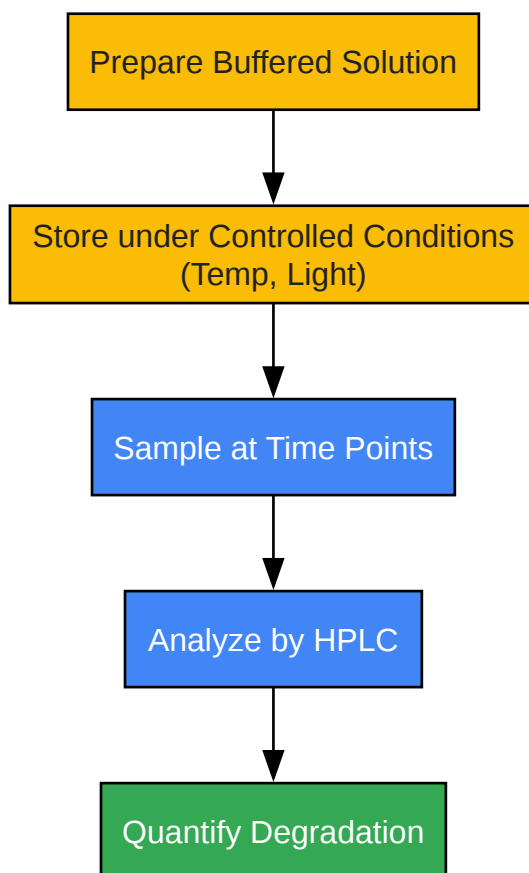 Prepare Buffered Solution
Store under Controlled Conditions
(Temp, Light)
Sample at Time Points
Analyze by HPLC
Quantify Degradation